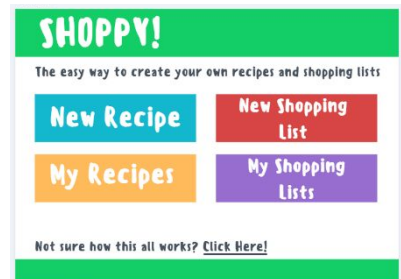 SHOPPY!
The easy way to create your own recipes and shopping lists
New Recipe
New Shopping
List
My Recipes
My Shopping
Lists
Not sure how this all works? Click Here!